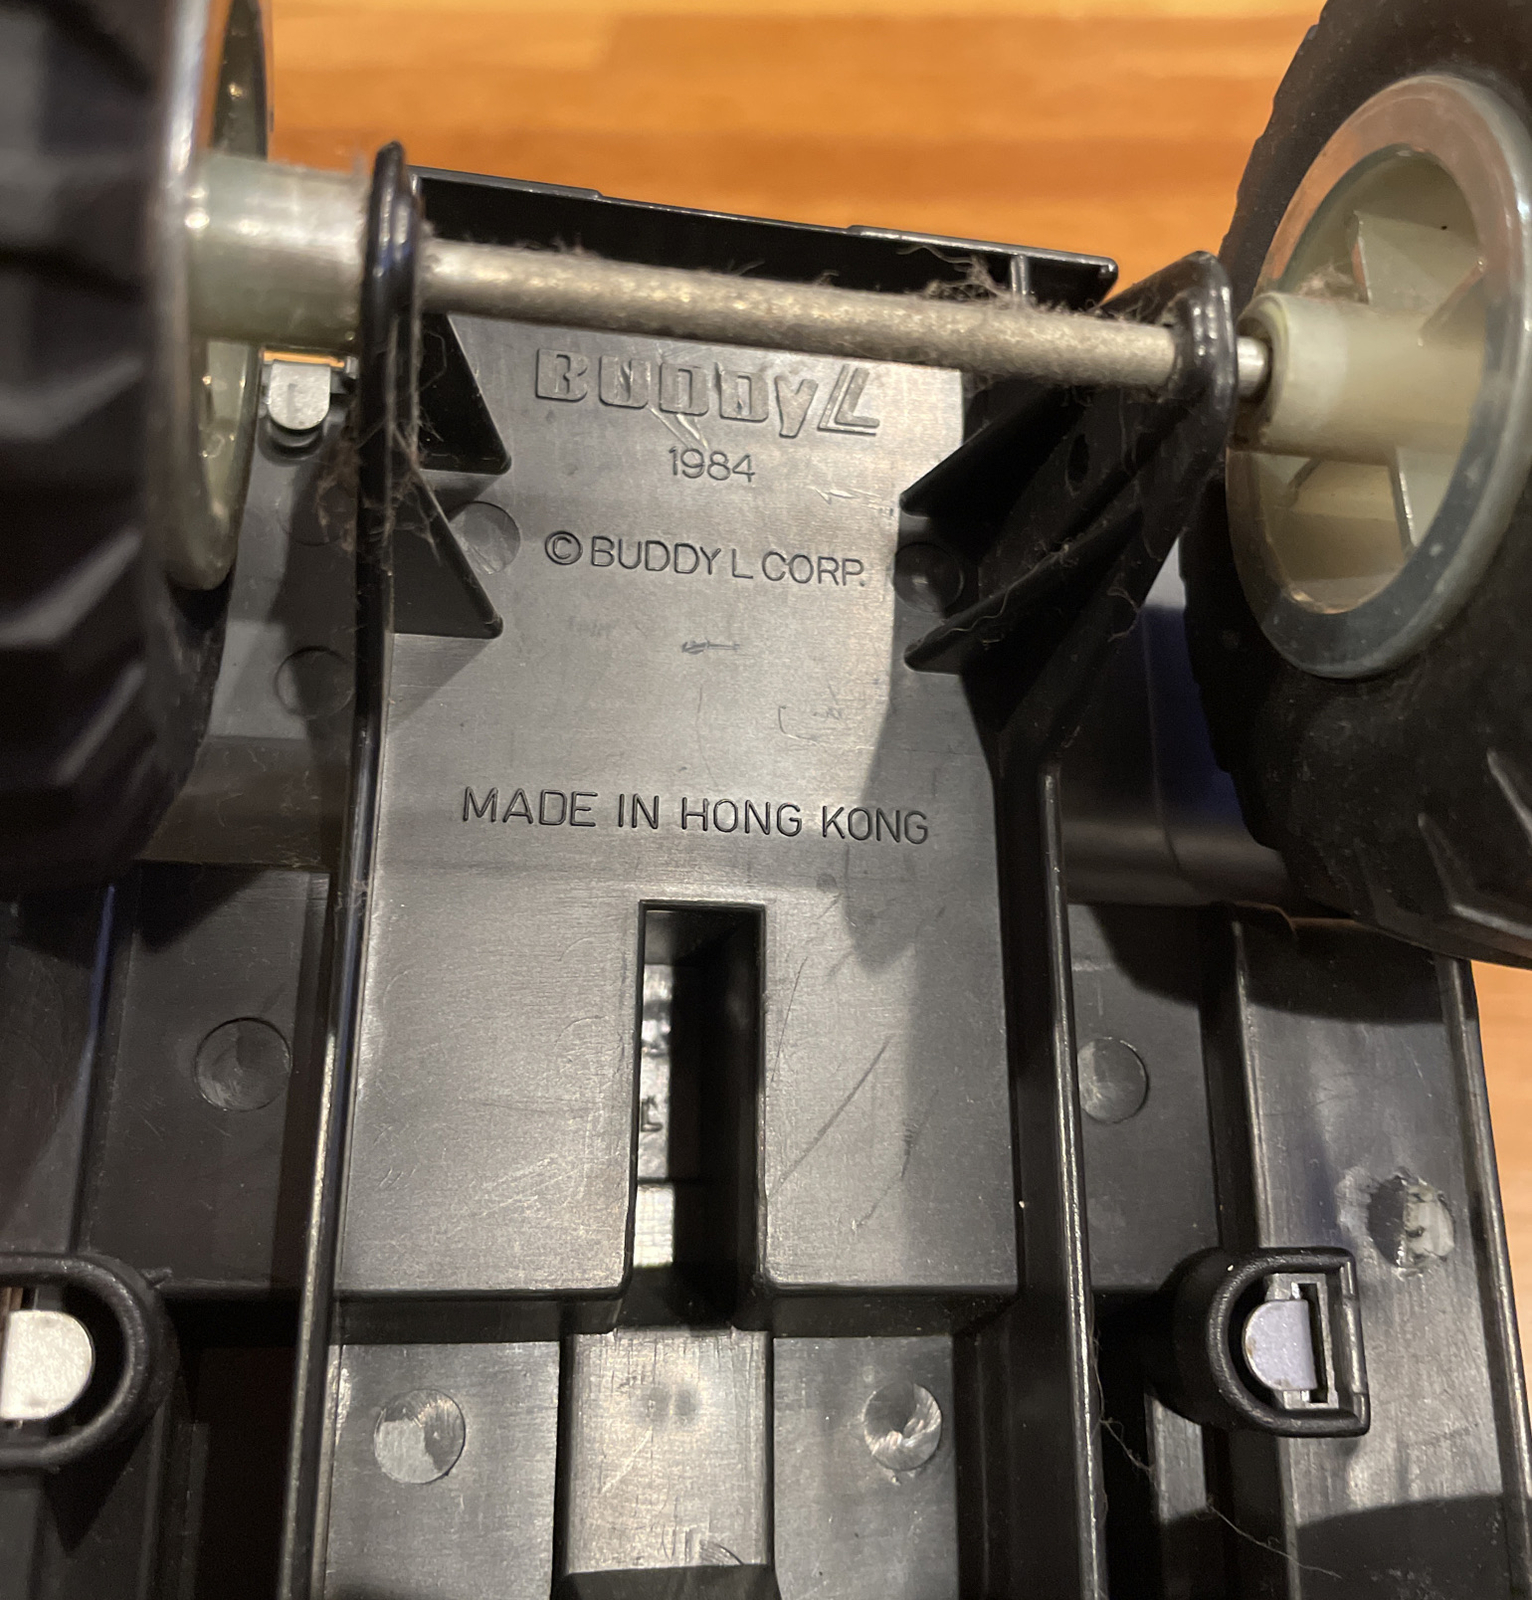 BUDDY L
1984
© BUDDY L CORP.
MADE IN HONG KONG